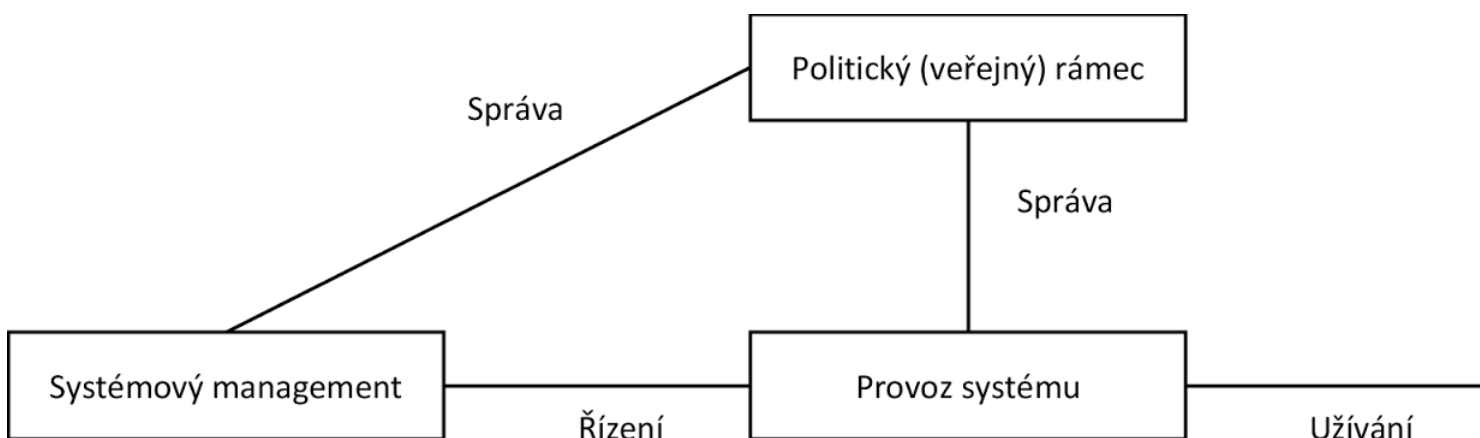 Politický (veřejný) rámec
Správa
Správa
Systémový management
Provoz systému
Řízení
Užívání